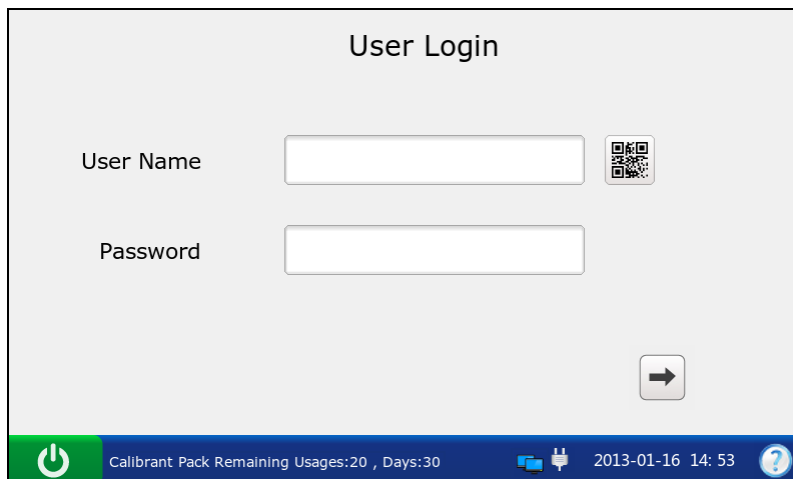 User Login
User Name
Password
Calibrant Pack Remaining Usages:20 , Days:30 2013-01-16 14: 53 ?